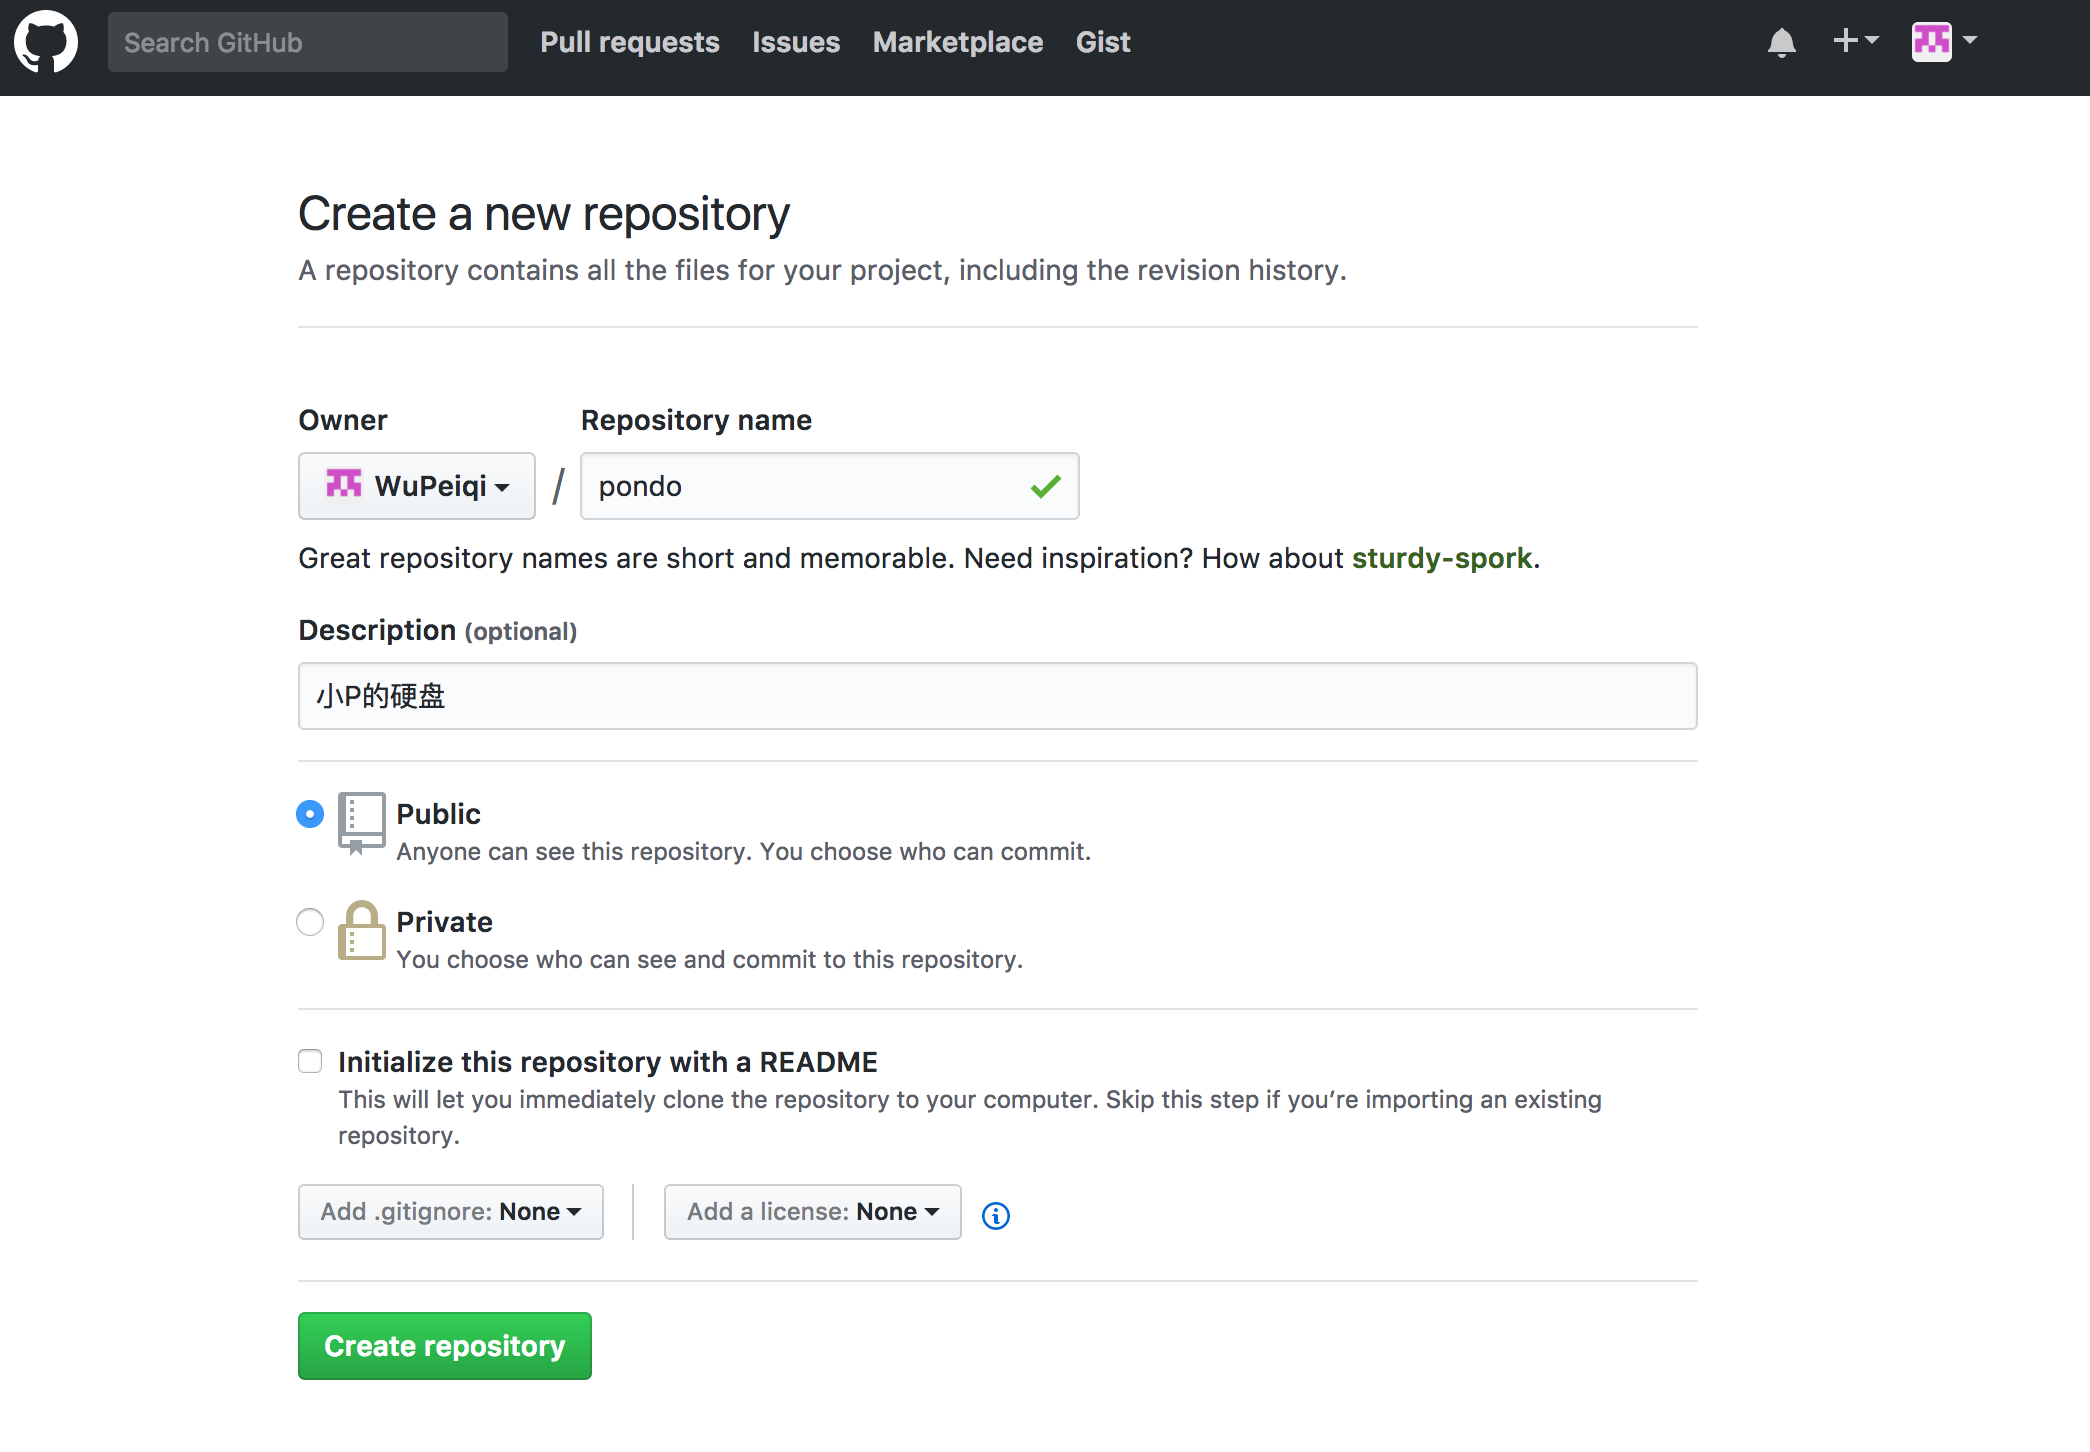 Search GitHub Pull requests Issues Marketplace Gist
Create a new repository
A repository contains all the files for your project, including the revision history.
Owner Repository name
WuPeiqi / pondo
Great repository names are short and memorable. Need inspiration? How about sturdy-spork.
Description (optional)
小P的硬盘
Public
Anyone can see this repository. You choose who can commit.
Private
You choose who can see and commit to this repository.
Initialize this repository with a README
This will let you immediately clone the repository to your computer. Skip this step if you’re importing an existing
repository.
Add .gitignore: None Add a license: None
Create repository